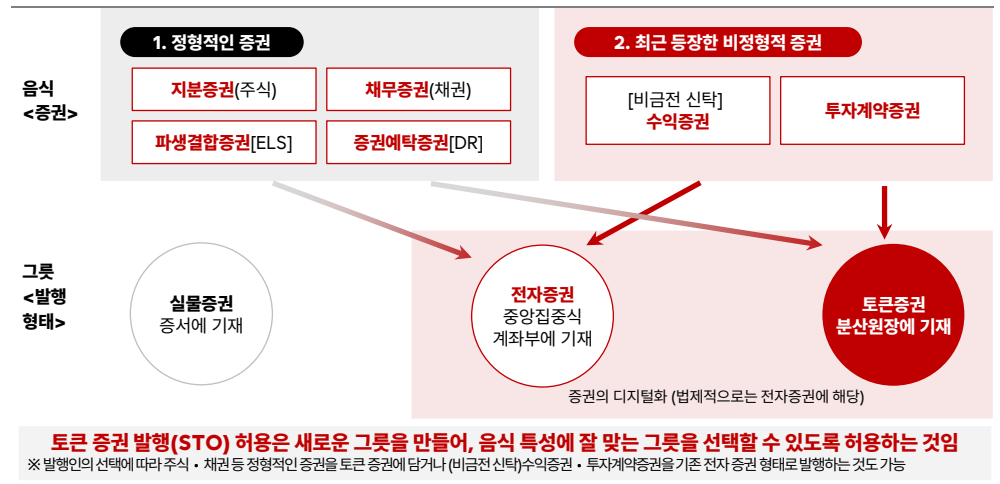 1. 정형적인 증권
2. 최근 등장한 비정형적 증권
음식
<증권>
지분증권(주식)
채무증권(채권)
파생결합증권[ELS]
증권예탁증권[DR]
[비금전 신탁]
수익증권
투자계약증권
그릇
<발행
형태>
실물증권
증서에 기재
전자증권
중앙집중식
계좌부에 기재
토큰증권
분산원장에 기재
증권의 디지털화 (법제적으로는 전자증권에 해당)
토큰 증권 발행(STO) 허용은 새로운 그릇을 만들어, 음식 특성에 잘 맞는 그릇을 선택할 수 있도록 허용하는 것임
※ 발행인의 선택에 따라 주식 • 채권 등 정형적인 증권을 토큰 증권에 담거나 (비금전 신탁)수익증권 • 투자계약증권을 기존 전자 증권 형태로 발행하는 것도 가능